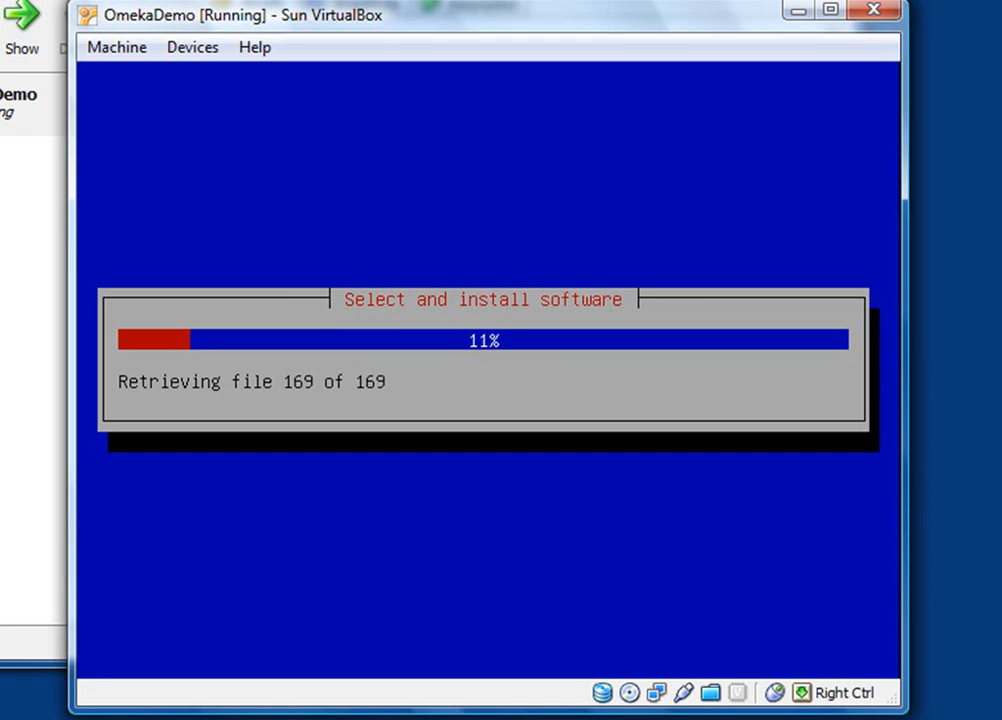 OmekaDemo [Running] - Sun VirtualBox
Machine Devices Help
Show
Demo
ng
Select and install software
11%
Retrieving file 169 of 169
Right Ctrl